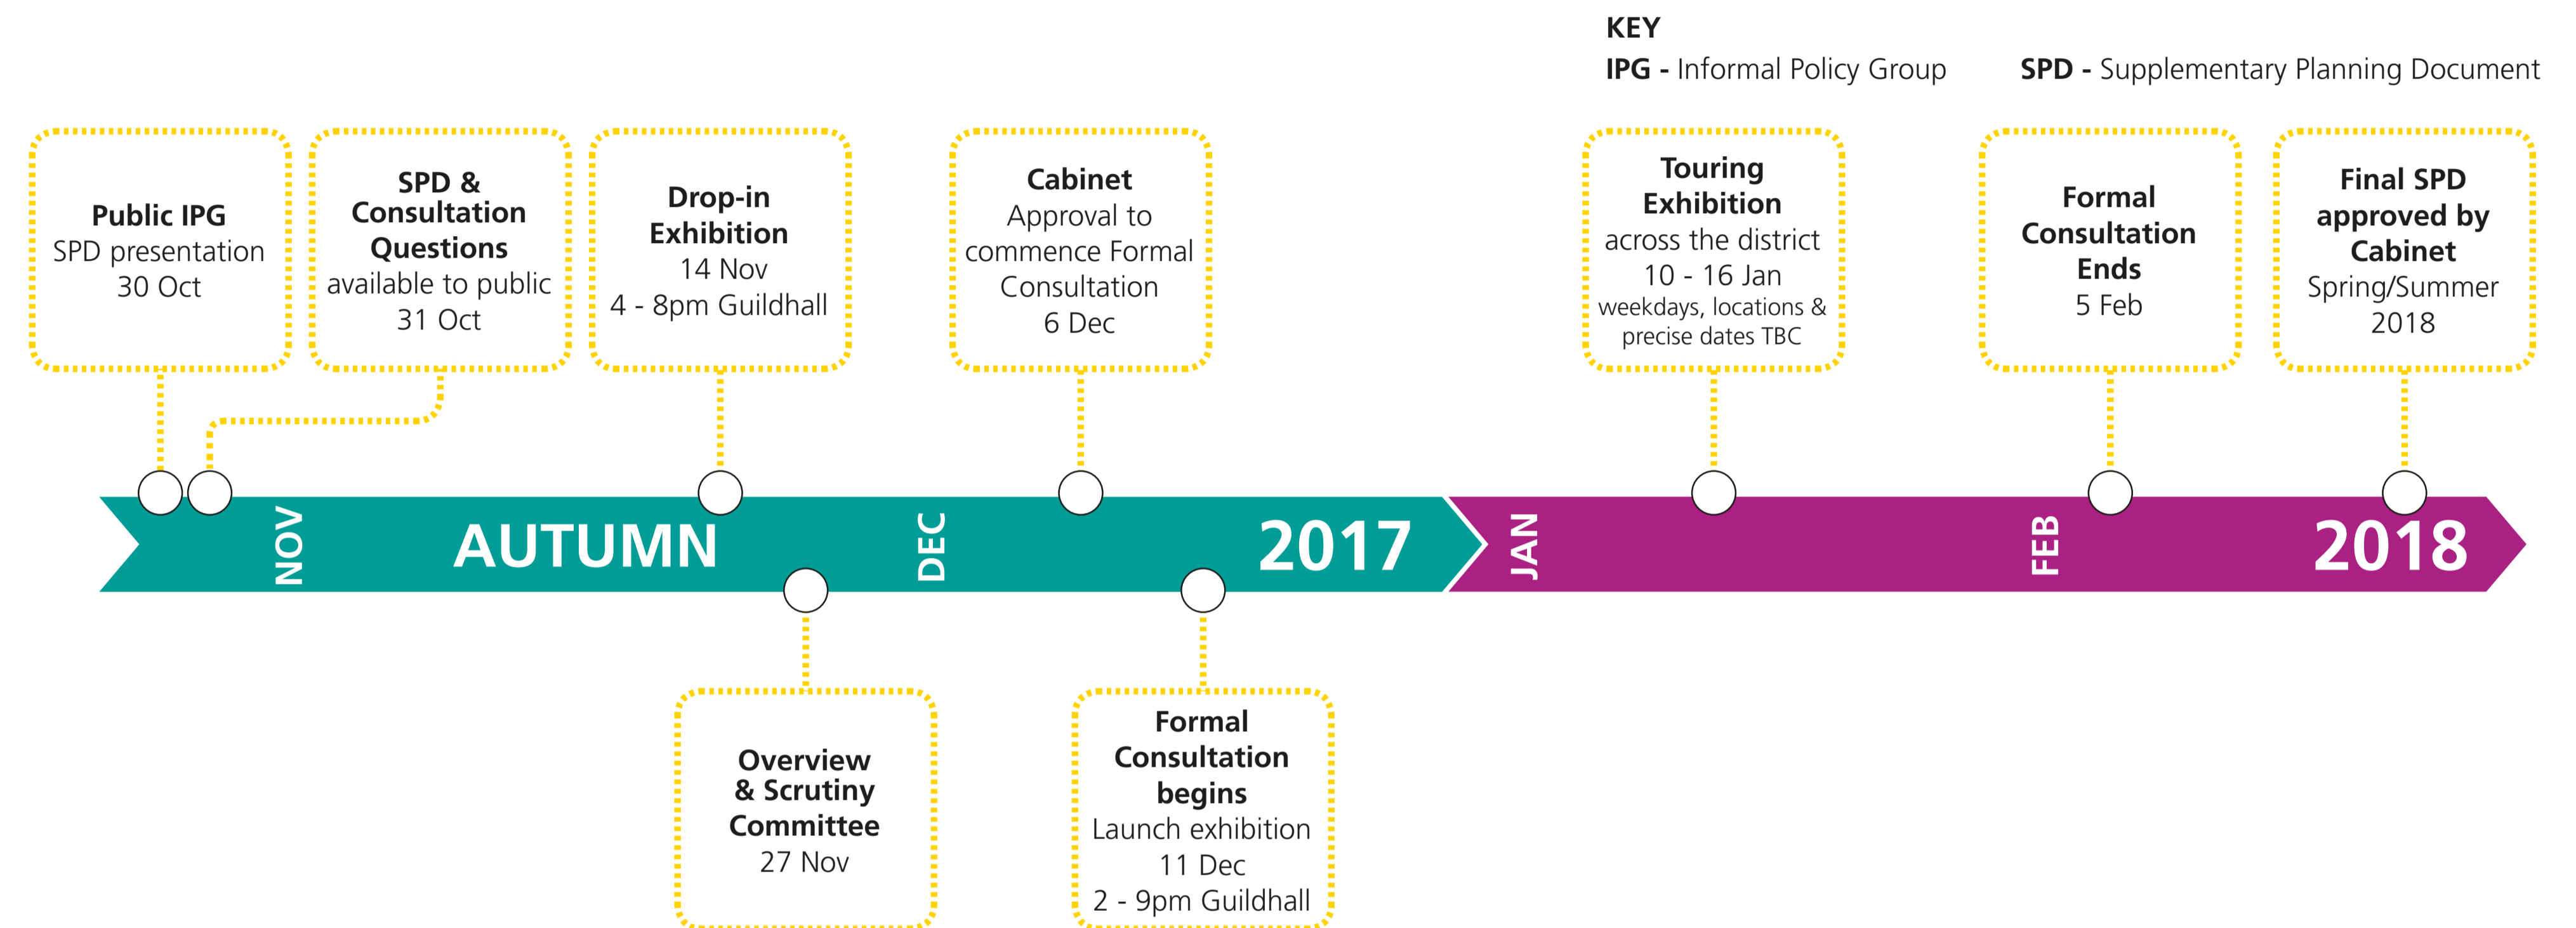 KEY
IPG - Informal Policy Group
SPD - Supplementary Planning Document
Public IPG
SPD presentation
30 Oct
SPD &
Consultation
Questions
available to public
31 Oct
Drop-in
Exhibition
14 Nov
4 - 8pm Guildhall
Cabinet
Approval to
commence Formal
Consultation
6 Dec
Touring
Exhibition
across the district
10 - 16 Jan
weekdays, locations &
precise dates TBC
Formal
Consultation
Ends
5 Feb
Final SPD
approved by
Cabinet
Spring/Summer
2018
NOV
AUTUMN
DEC
2017
JAN
FEB
2018
Overview
& Scrutiny
Committee
27 Nov
Formal
Consultation
begins
Launch exhibition
11 Dec
2 - 9pm Guildhall